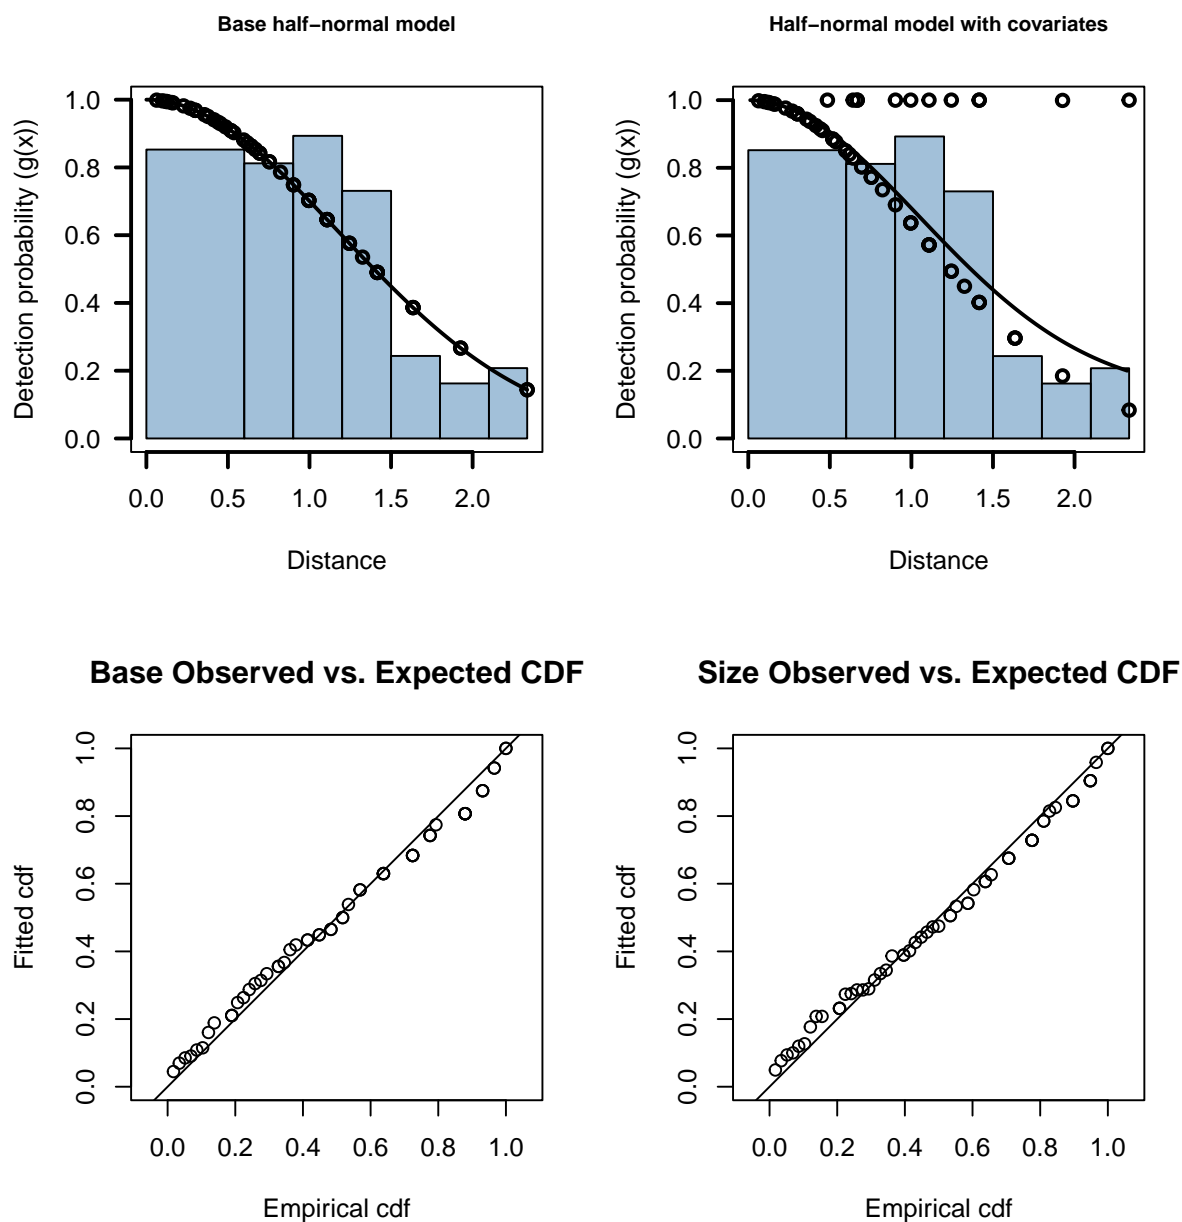 Base half−normal model
Detection probability (g(x))
1.0
0.8
0.6
0.4
0.2
0.0
0.0 0.5 1.0 1.5 2.0
Distance
Half−normal model with covariates
Detection probability (g(x))
1.0
0.8
0.6
0.4
0.2
0.0
0.0 0.5 1.0 1.5 2.0
Distance
Base Observed vs. Expected CDF
Fitted cdf
1.0
0.8
0.6
0.4
0.2
0.0
0.0 0.2 0.4 0.6 0.8 1.0
Empirical cdf
Size Observed vs. Expected CDF
Fitted cdf
1.0
0.8
0.6
0.4
0.2
0.0
0.0 0.2 0.4 0.6 0.8 1.0
Empirical cdf